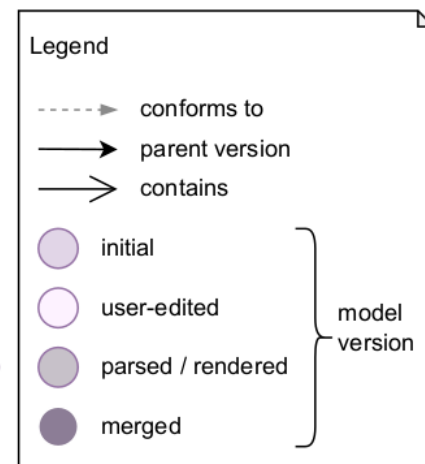 Legend
conforms to
parent version
contains
initial
user-edited
parsed / rendered
merged
model
version